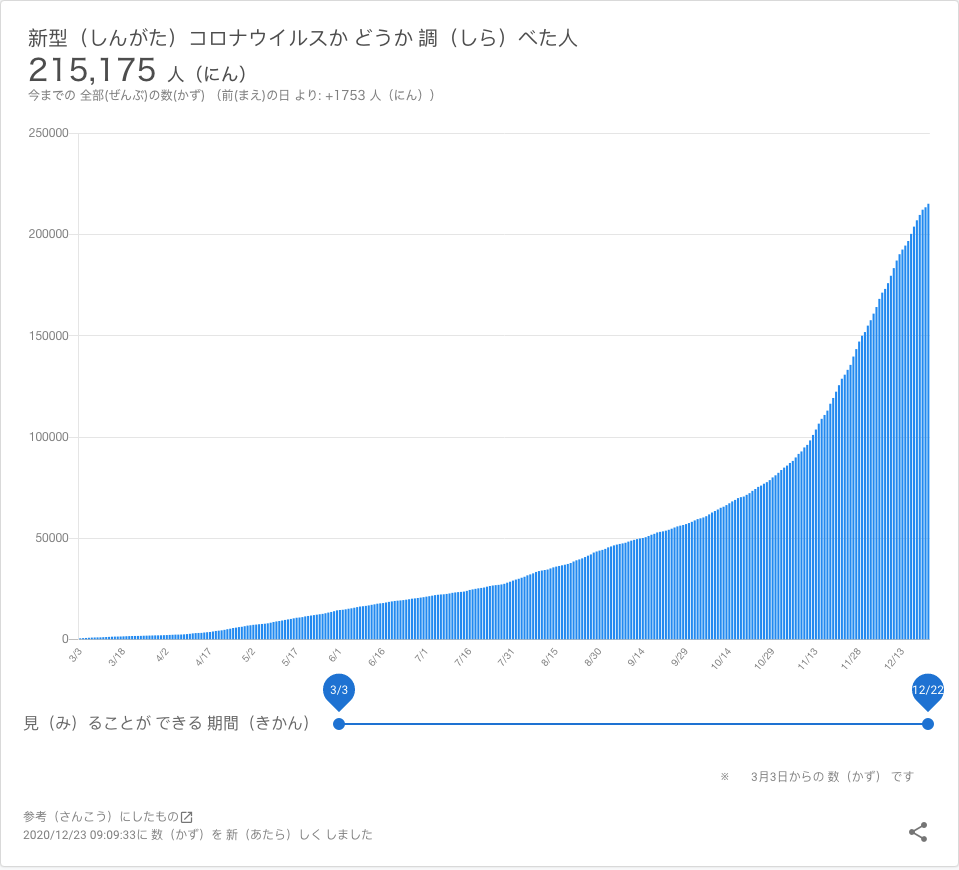 新型（しんがた）コロナウイルスか どうか 調（しら）べた人
215,175 人（にん）
今までの 全部(ぜんぶ)の数(かず) （前(まえ)の日 より: +1753 人（にん））
250000
200000
150000
100000
50000
0
3/3 3/18 4/2 4/17 5/2 5/17 6/1 6/16 7/1 7/16 7/31 8/15 8/30 9/14 9/29 10/14 10/29 11/13 11/28 12/13
3/3 12/22
見（み）ることが できる 期間（きかん）
※ 3月3日からの 数（かず） です
参考（さんこう）にしたもの
2020/12/23 09:09:33に 数（かず）を 新（あたら）しく しました